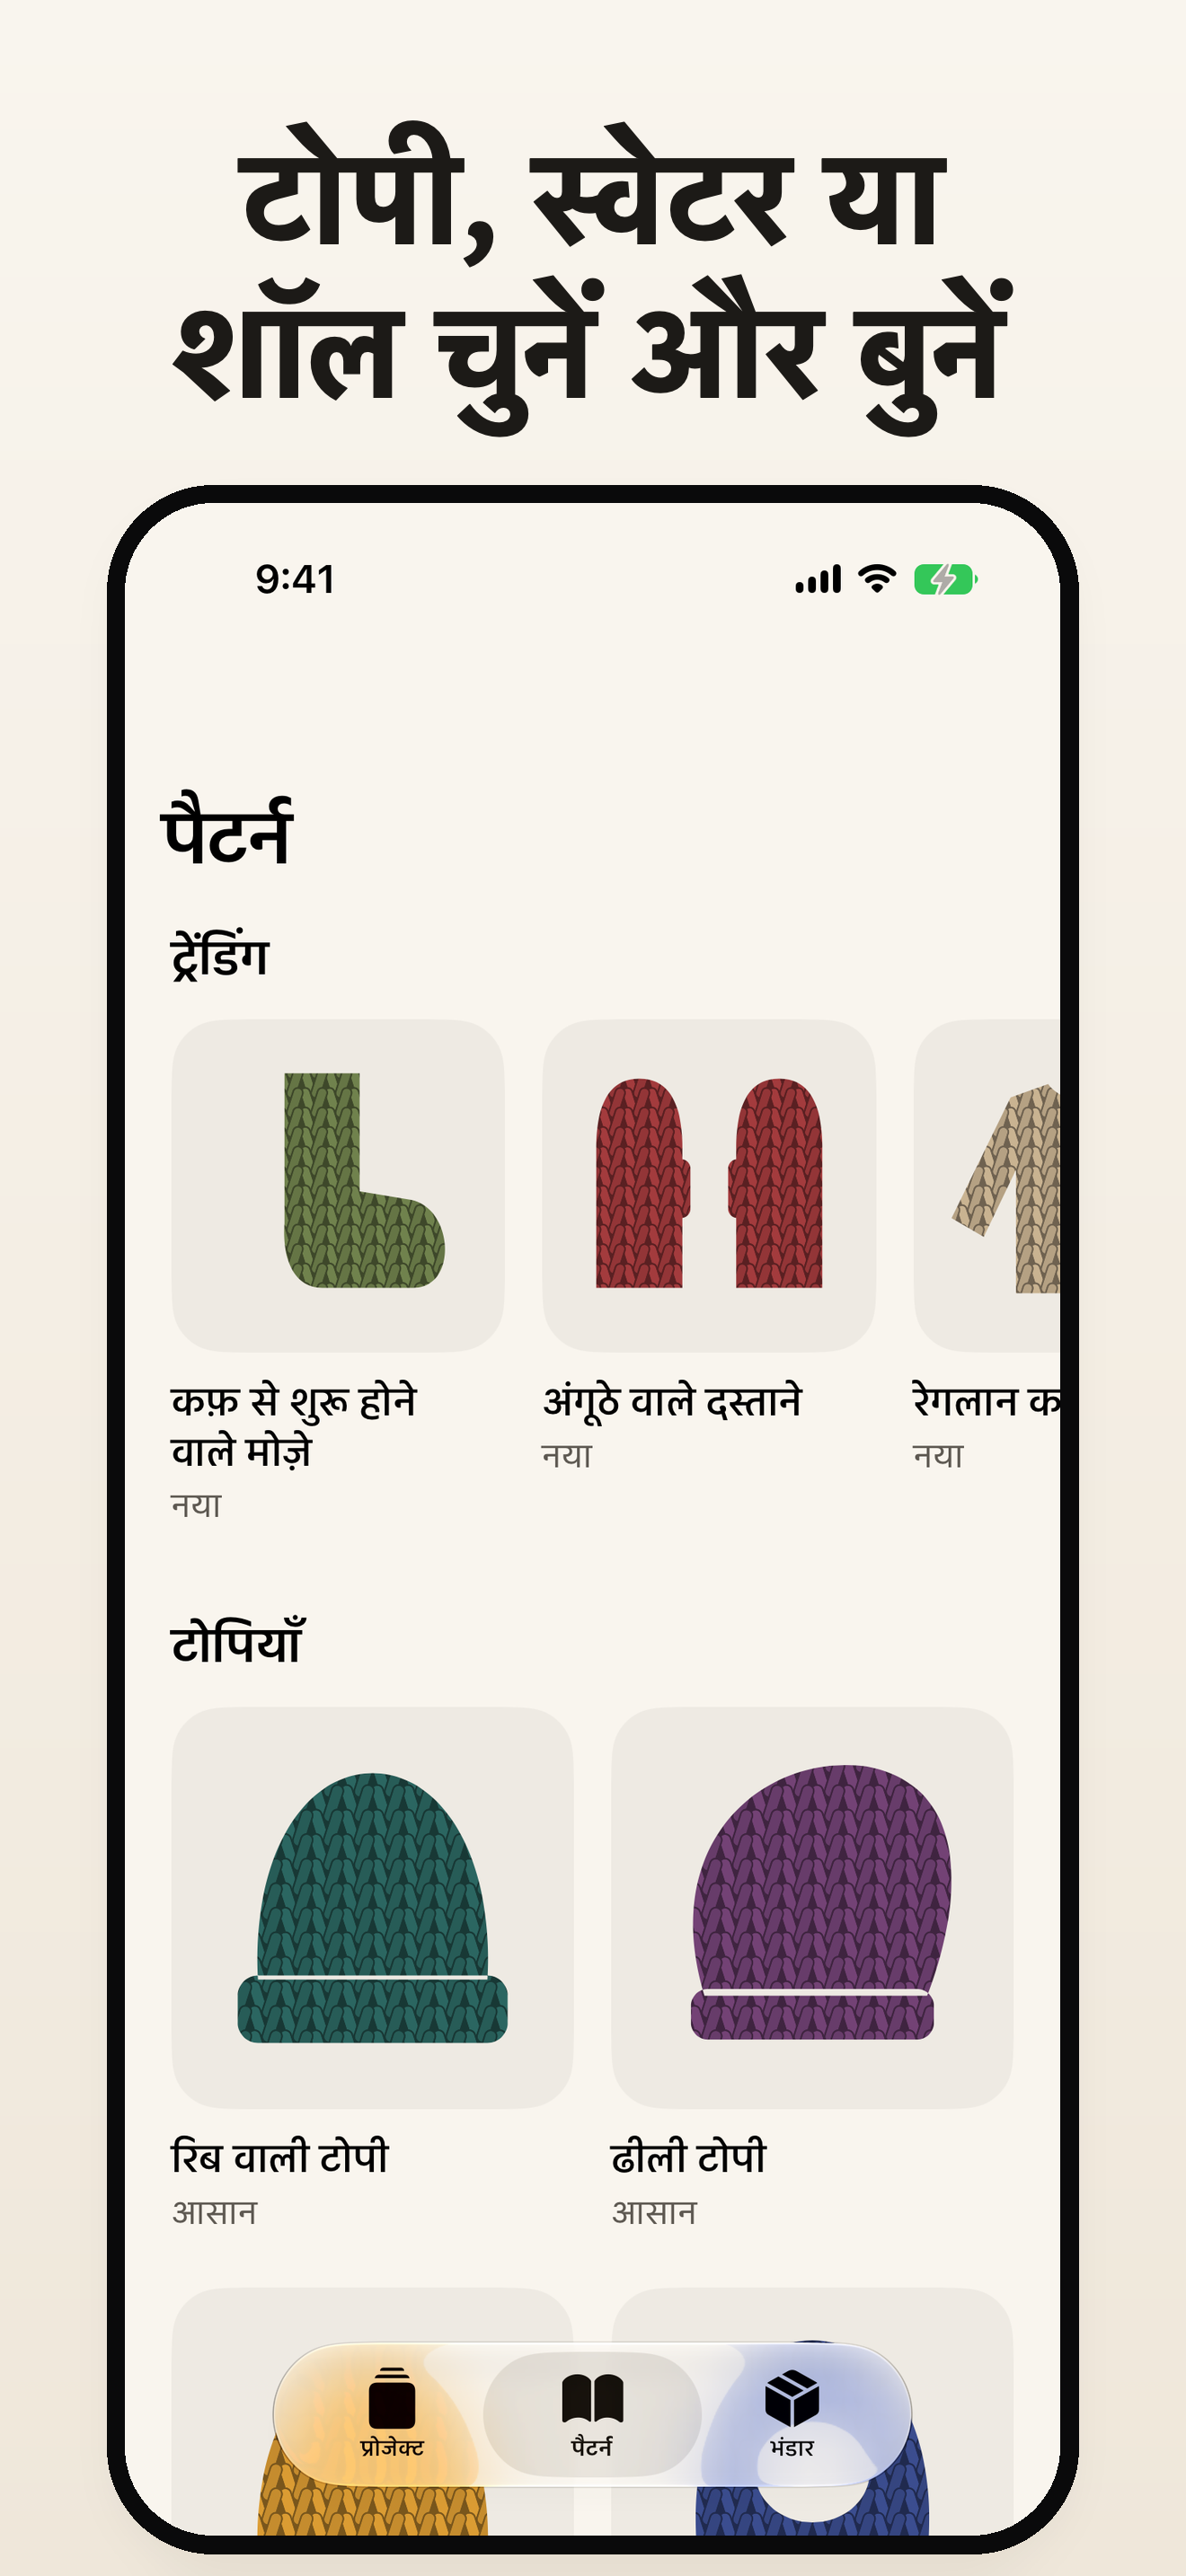 टोपी, स्वेटर या
शॉल चुनें और बुनें
9:41
पैटर्न
ट्रेंडिंग
कफ़ से शुरू होने
वाले मोज़े
नया
अंगूठे वाले दस्ताने
नया
रेगलान क
नया
टोपियाँ
रिब वाली टोपी
आसान
ढीली टोपी
आसान
प्रोजेक्ट
पैटर्न
भंडार